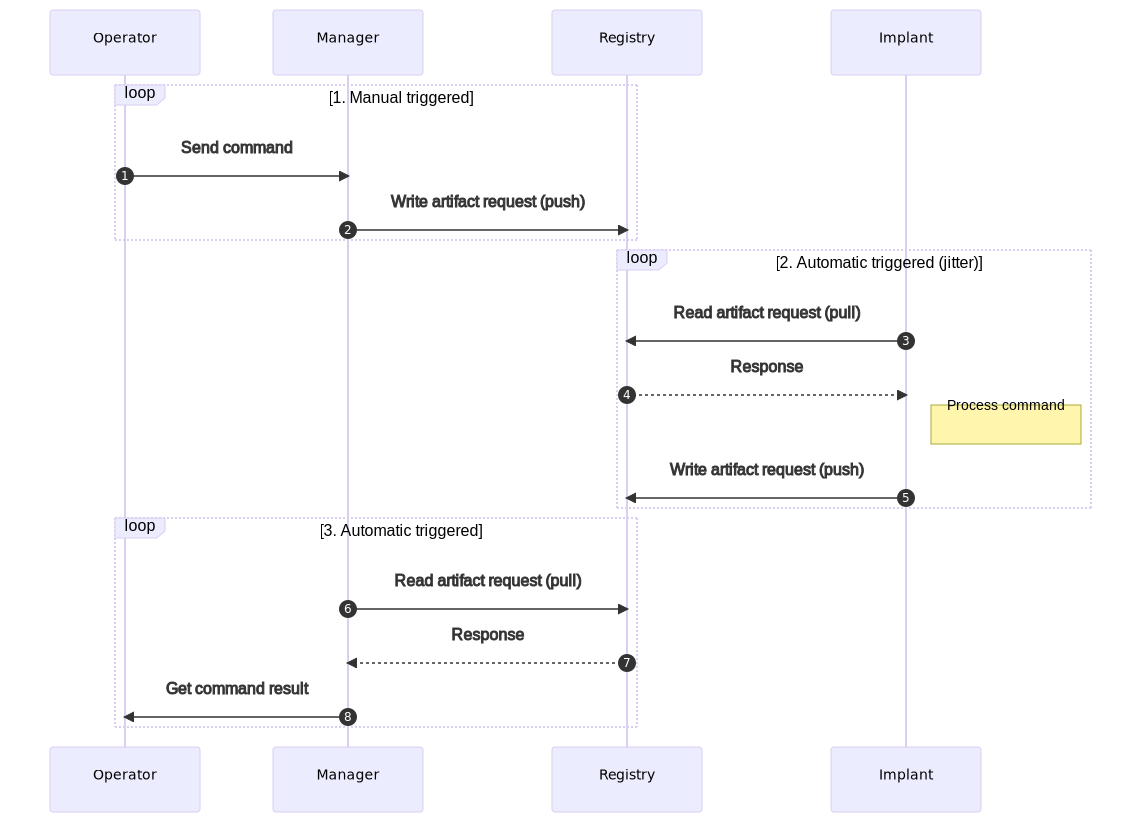 Operator
Manager
Registry
Implant
loop
[1. Manual triggered]
Send command
1
Write artifact request (push)
2
loop
[2. Automatic triggered (jitter)]
Read artifact request (pull)
3
Response
4
Process command
Write artifact request (push)
5
loop
[3. Automatic triggered]
Read artifact request (pull)
6
Response
7
Get command result
8
Operator
Manager
Registry
Implant